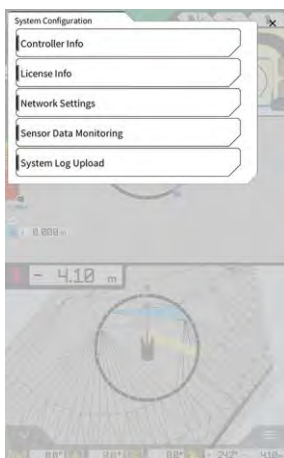 System Configuration
×
Controller Info
License Info
Network Settings
Sensor Data Monitoring
System Log Upload
0.000
- 4.10 m